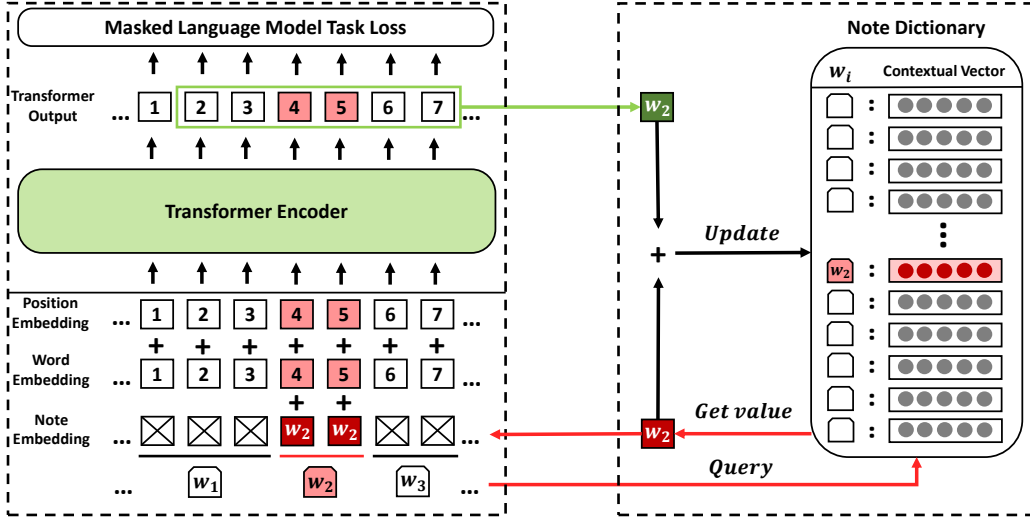 Masked Language Model Task Loss
Transformer Output
... 1 2 3 4 5 6 7 ...
Transformer Encoder
Position Embedding
... 1 2 3 4 5 6 7 ...
+ + + + + + +
Word Embedding
... 1 2 3 4 5 6 7 ...
+ +
Note Embedding
... w₂ w₂ ...
... w₁ w₂ w₃ ...
w₂
+
Update
w₂
Get value
Query
Note Dictionary
wᵢ Contextual Vector
:
:
:
:
⋮
w₂ :
:
:
:
:
: